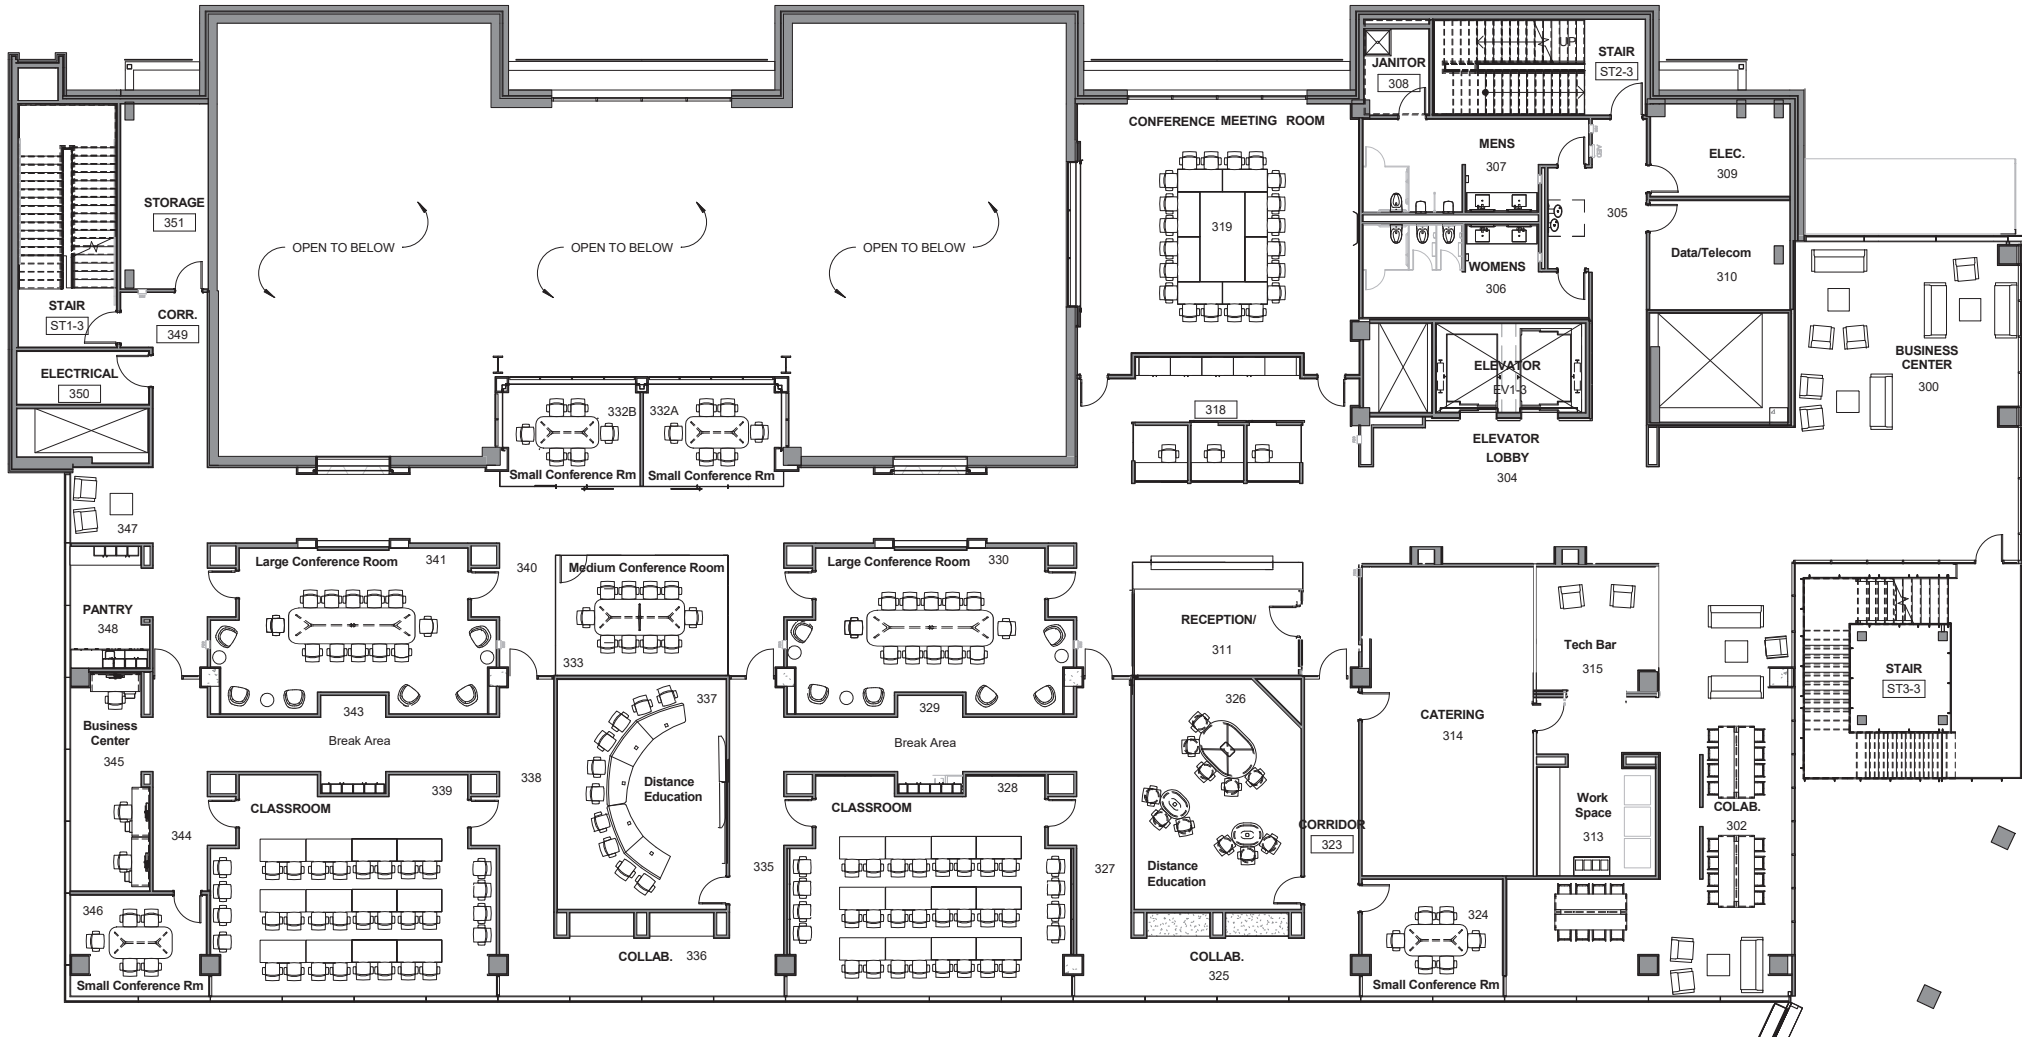 UP
STAIR
ST2-3
JANITOR
308
CONFERENCE MEETING ROOM
319
MENS
307
AED
ELEC.
309
305
STORAGE
351
OPEN TO BELOW
OPEN TO BELOW
OPEN TO BELOW
Data/Telecom
310
WOMENS
306
STAIR
ST1-3
CORR.
349
ELEVATOR
EV1-3
BUSINESS
CENTER
300
ELECTRICAL
350
332B
332A
318
Small Conference Rm
Small Conference Rm
ELEVATOR
LOBBY
304
347
Large Conference Room
341
340
Medium Conference Room
333
Large Conference Room
330
PANTRY
348
RECEPTION/
311
Tech Bar
315
STAIR
ST3-3
Business
Center
345
343
Break Area
337
329
Break Area
326
CATERING
314
338
Distance
Education
CLASSROOM
339
CLASSROOM
328
Work
Space
313
COLAB.
302
344
335
327
CORRIDOR
323
Distance
Education
346
324
Small Conference Rm
COLLAB.
336
COLLAB.
325
Small Conference Rm